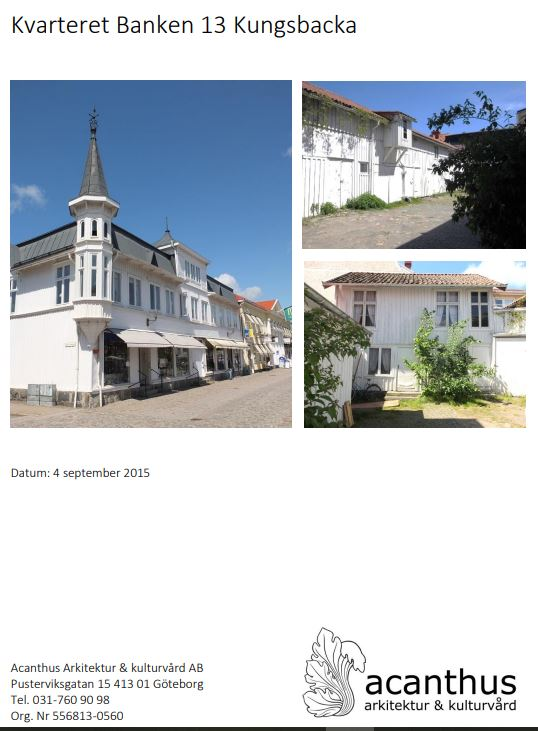 Kvarteret Banken 13 Kungsbacka
Datum: 4 september 2015
Acanthus Arkitektur & kulturvård AB
Pusterviksgatan 15 413 01 Göteborg
Tel. 031-760 90 98
Org. Nr 556813-0560
acanthus
arkitektur & kulturvård